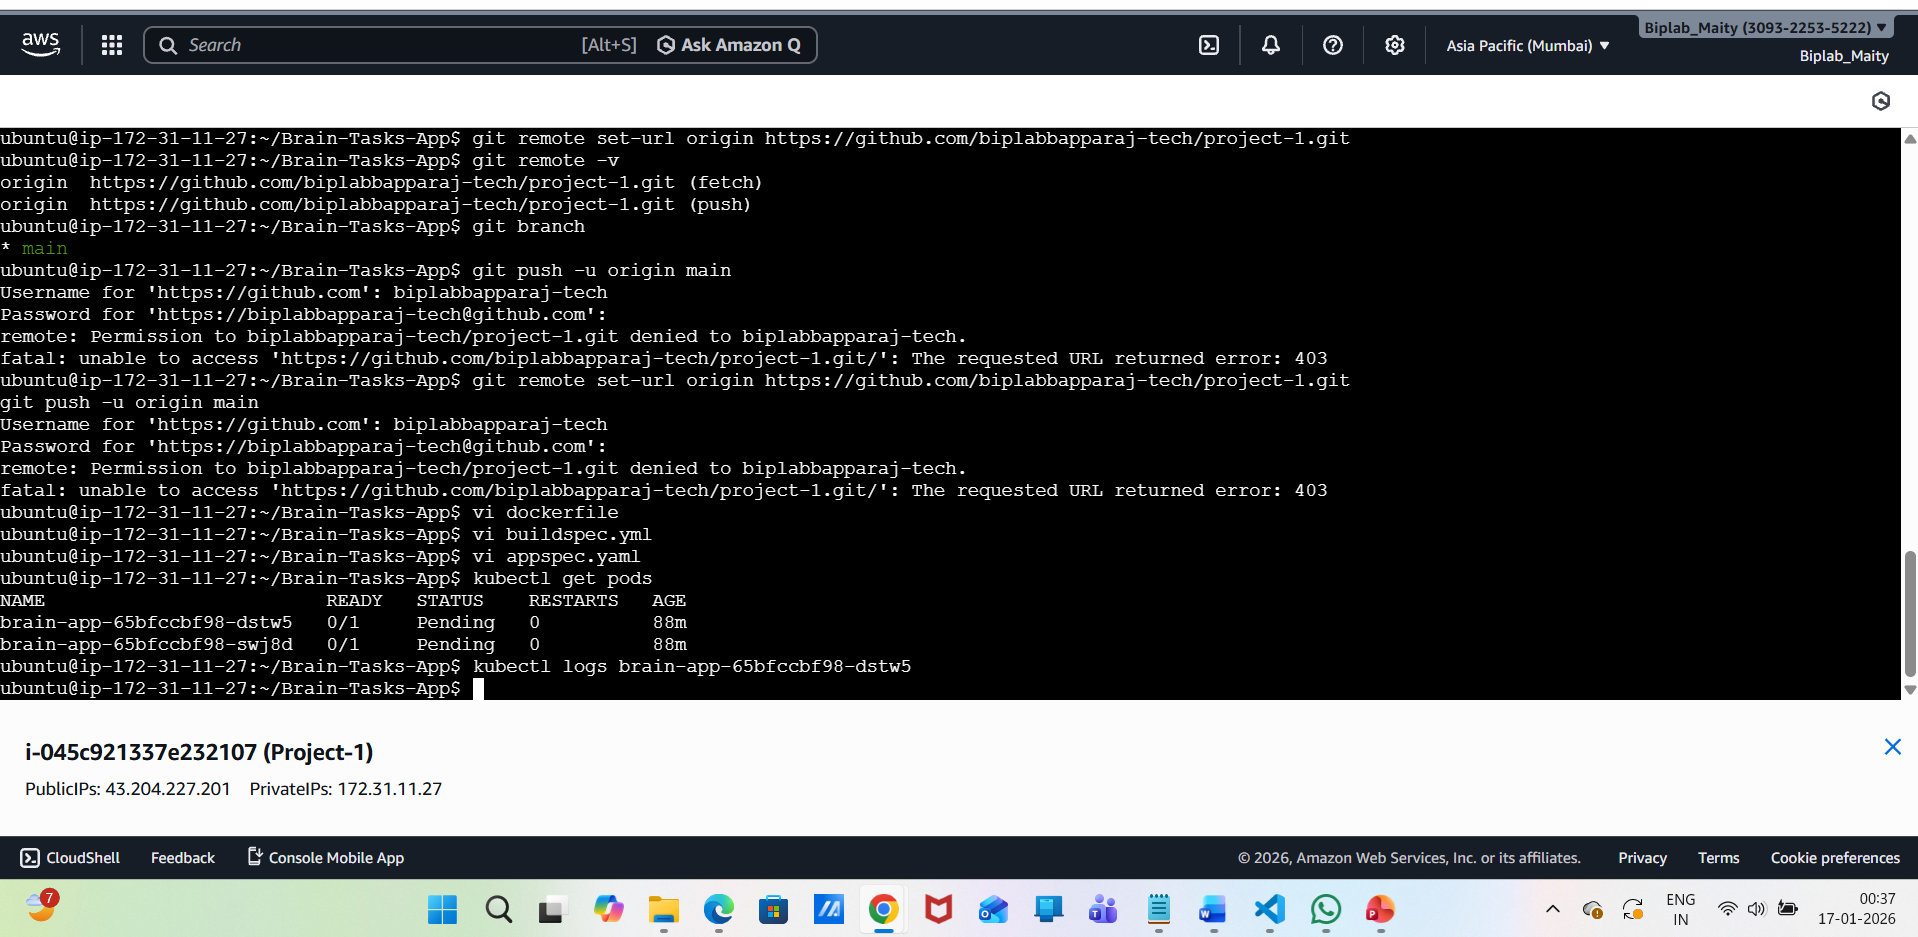 aws
Search
[Alt+S]
Ask Amazon Q
Asia Pacific (Mumbai) ▼
Biplab_Maity (3093-2253-5222) ▼
Biplab_Maity
ubuntu@ip-172-31-11-27:~/Brain-Tasks-App$ git remote set-url origin https://github.com/biplabbapparaj-tech/project-1.git
ubuntu@ip-172-31-11-27:~/Brain-Tasks-App$ git remote -v
origin  https://github.com/biplabbapparaj-tech/project-1.git (fetch)
origin  https://github.com/biplabbapparaj-tech/project-1.git (push)
ubuntu@ip-172-31-11-27:~/Brain-Tasks-App$ git branch
* main
ubuntu@ip-172-31-11-27:~/Brain-Tasks-App$ git push -u origin main
Username for 'https://github.com': biplabbapparaj-tech
Password for 'https://biplabbapparaj-tech@github.com':
remote: Permission to biplabbapparaj-tech/project-1.git denied to biplabbapparaj-tech.
fatal: unable to access 'https://github.com/biplabbapparaj-tech/project-1.git/': The requested URL returned error: 403
ubuntu@ip-172-31-11-27:~/Brain-Tasks-App$ git remote set-url origin https://github.com/biplabbapparaj-tech/project-1.git
git push -u origin main
Username for 'https://github.com': biplabbapparaj-tech
Password for 'https://biplabbapparaj-tech@github.com':
remote: Permission to biplabbapparaj-tech/project-1.git denied to biplabbapparaj-tech.
fatal: unable to access 'https://github.com/biplabbapparaj-tech/project-1.git/': The requested URL returned error: 403
ubuntu@ip-172-31-11-27:~/Brain-Tasks-App$ vi dockerfile
ubuntu@ip-172-31-11-27:~/Brain-Tasks-App$ vi buildspec.yml
ubuntu@ip-172-31-11-27:~/Brain-Tasks-App$ vi appspec.yaml
ubuntu@ip-172-31-11-27:~/Brain-Tasks-App$ kubectl get pods
NAME                         READY   STATUS    RESTARTS   AGE
brain-app-65bfccbf98-dstw5   0/1     Pending   0          88m
brain-app-65bfccbf98-swj8d   0/1     Pending   0          88m
ubuntu@ip-172-31-11-27:~/Brain-Tasks-App$ kubectl logs brain-app-65bfccbf98-dstw5
ubuntu@ip-172-31-11-27:~/Brain-Tasks-App$
i-045c921337e232107 (Project-1)
PublicIPs: 43.204.227.201    PrivateIPs: 172.31.11.27
CloudShell
Feedback
Console Mobile App
© 2026, Amazon Web Services, Inc. or its affiliates.
Privacy
Terms
Cookie preferences
7
ENG
IN
00:37
17-01-2026